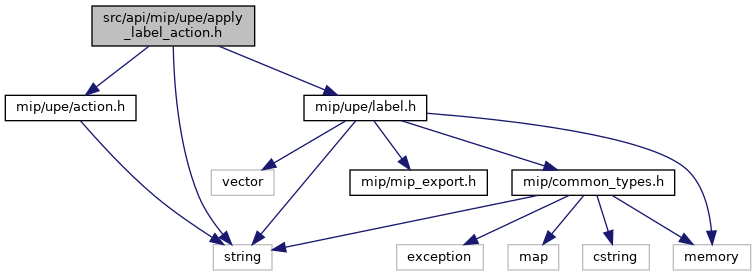 src/api/mip/upe/apply
_label_action.h
mip/upe/action.h
mip/upe/label.h
vector
mip/mip_export.h
mip/common_types.h
string
exception
map
cstring
memory